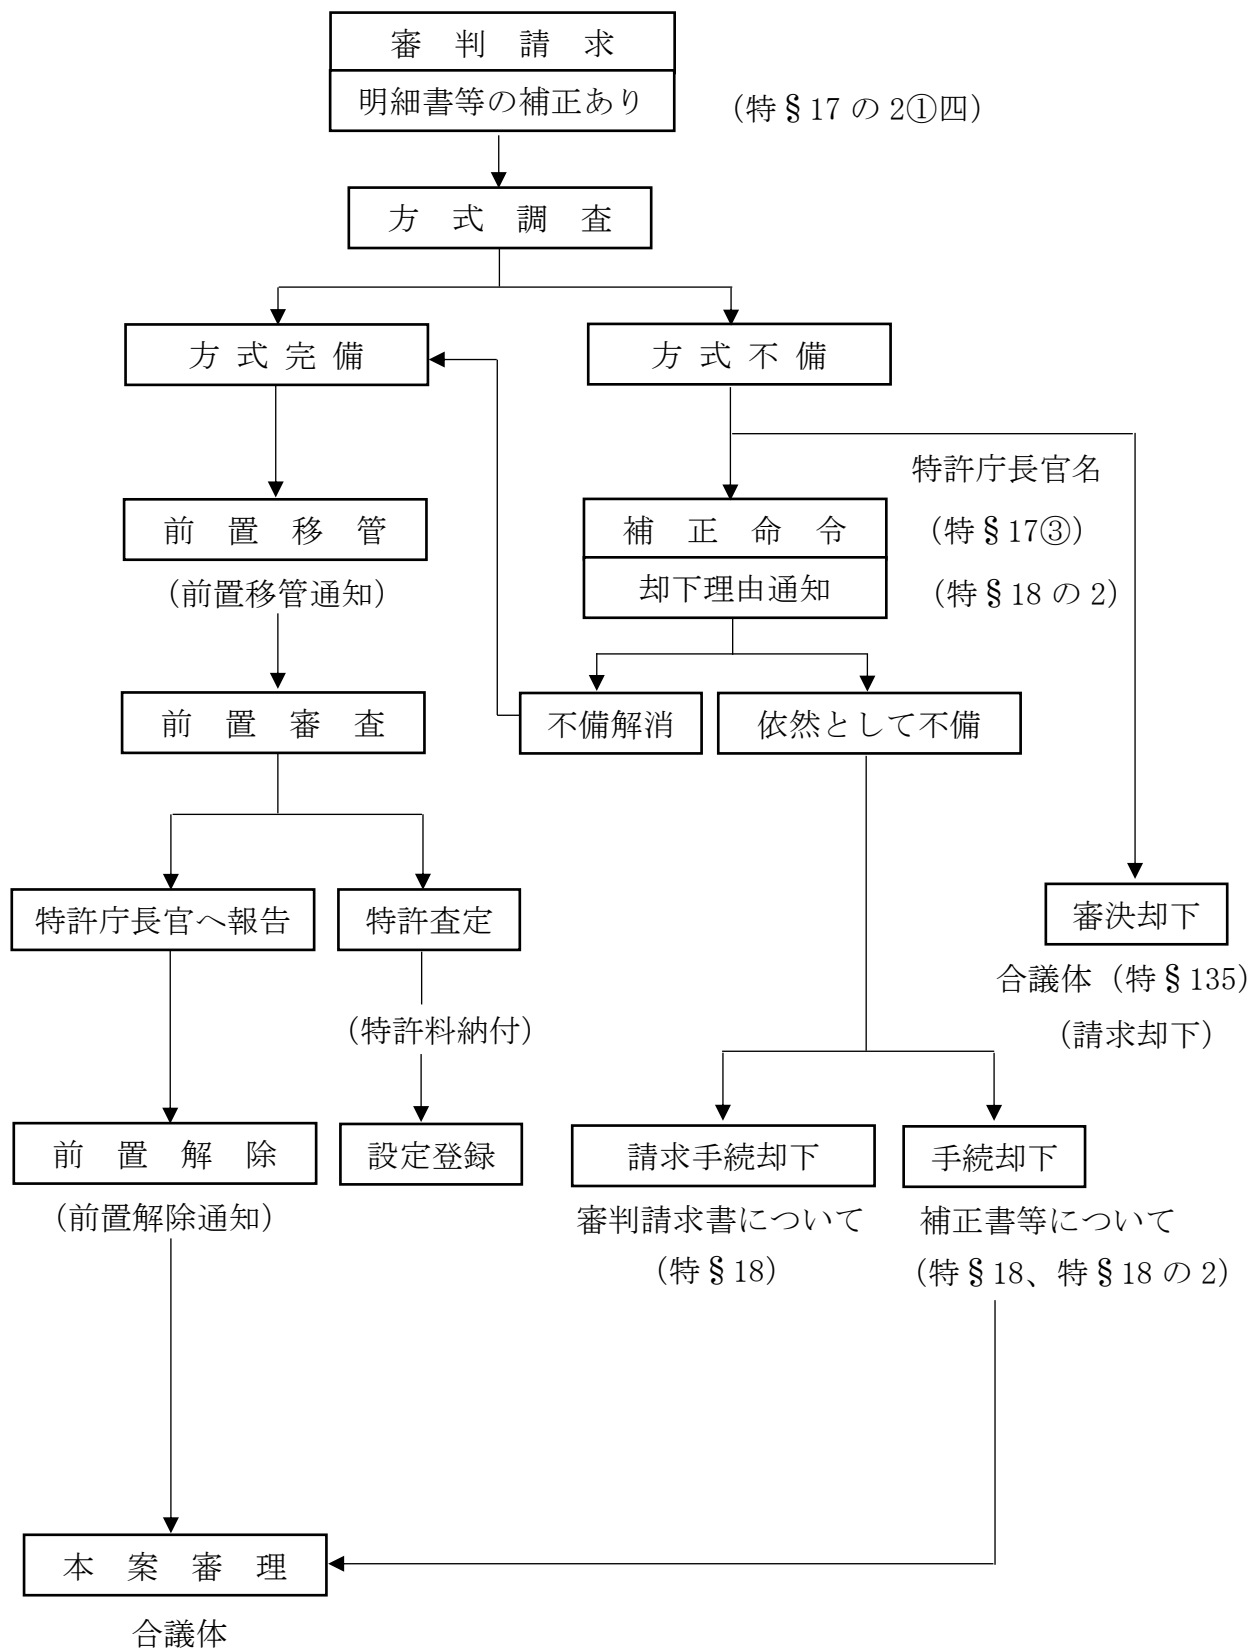 審判請求
明細書等の補正あり
（特§17の2①四）
方式調査
方式完備
方式不備
特許庁長官名
前置移管
補正命令
（特§17③）
（前置移管通知）
却下理由通知
（特§18の2）
前置審査
不備解消
依然として不備
特許庁長官へ報告
特許査定
審決却下
合議体（特§135）
（請求却下）
（特許料納付）
前置解除
設定登録
請求手続却下
手続却下
（前置解除通知）
審判請求書について
補正書等について
（特§18）
（特§18、特§18の2）
本案審理
合議体